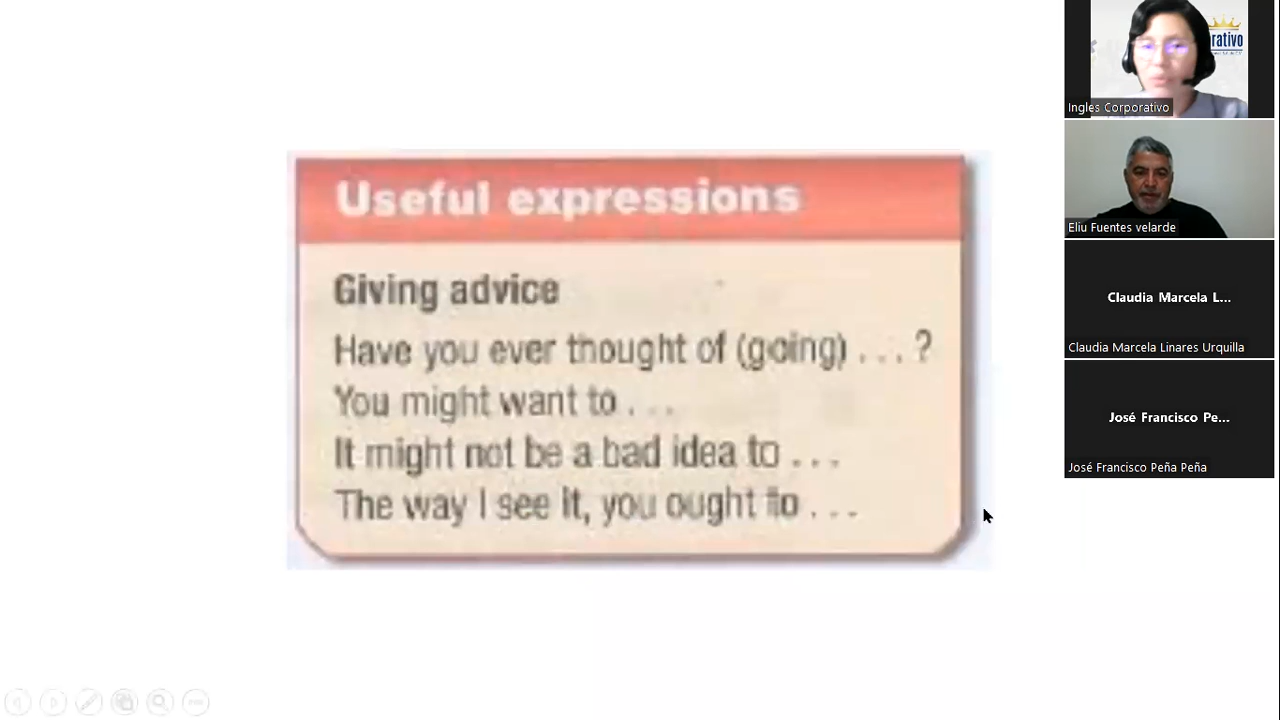 Useful expressions
Giving advice
Have you ever thought of (going) . . . ?
You might want to . . .
It might not be a bad idea to . . .
The way I see it, you ought to . . .
rativo
Ingles Corporativo
Eliu Fuentes velarde
Claudia Marcela L...
Claudia Marcela Linares Urquilla
José Francisco Pe...
José Francisco Peña Peña